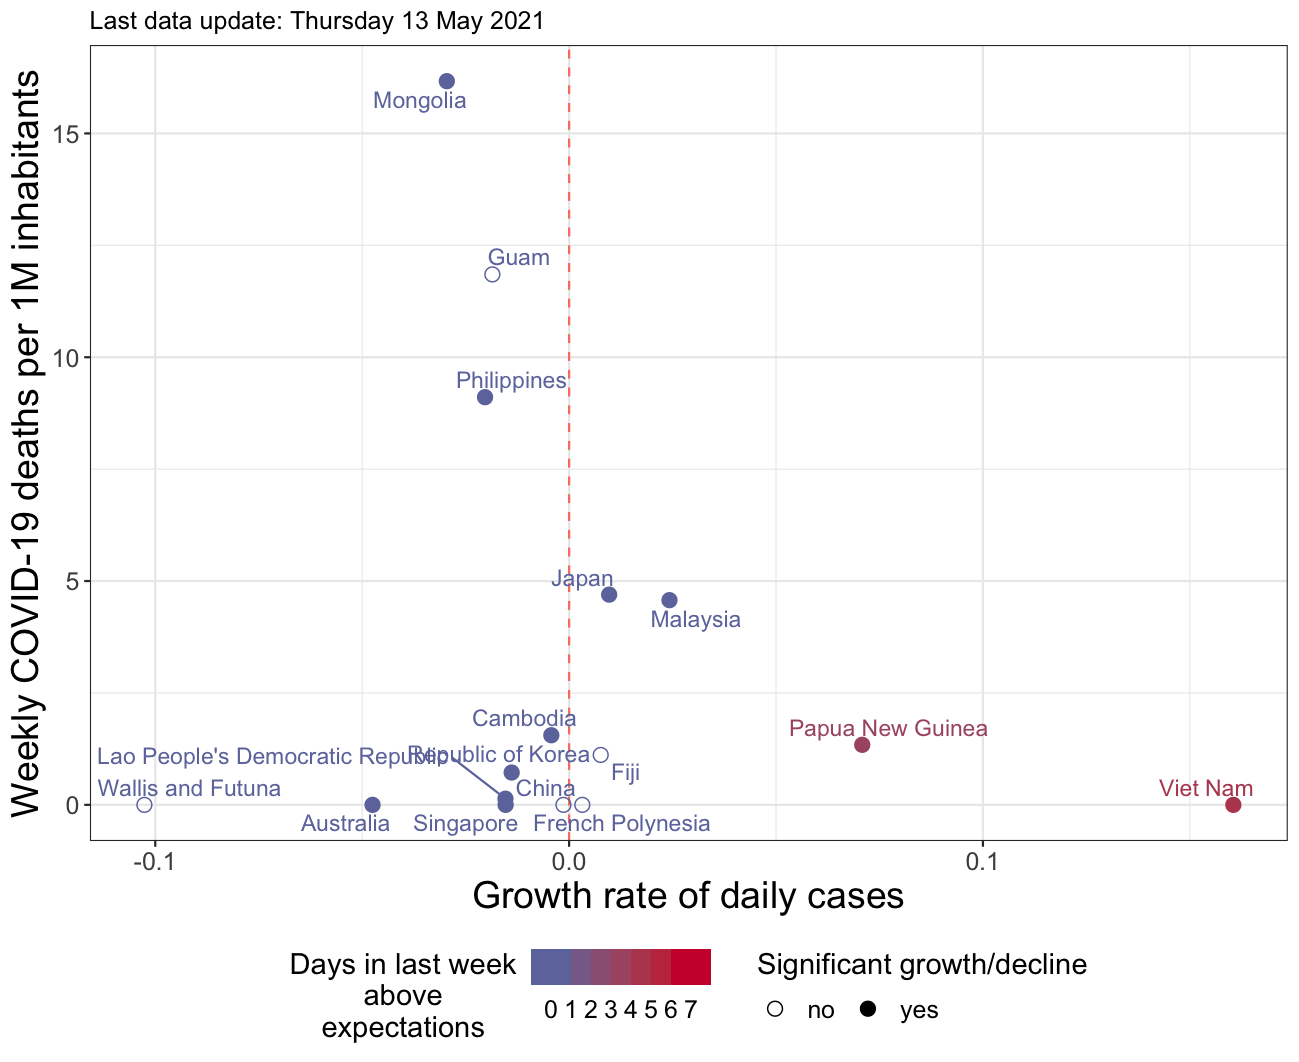 Last data update: Thursday 13 May 2021
Weekly COVID-19 deaths per 1M inhabitants
15
10
5
0
Mongolia
Guam
Philippines
Japan
Malaysia
Cambodia
Papua New Guinea
Lao People's Democratic Republic
Republic of Korea
Fiji
Wallis and Futuna
China
Viet Nam
Australia
Singapore
French Polynesia
-0.1
0.0
0.1
Growth rate of daily cases
Days in last week
above
expectations
0 1 2 3 4 5 6 7
Significant growth/decline
no
yes